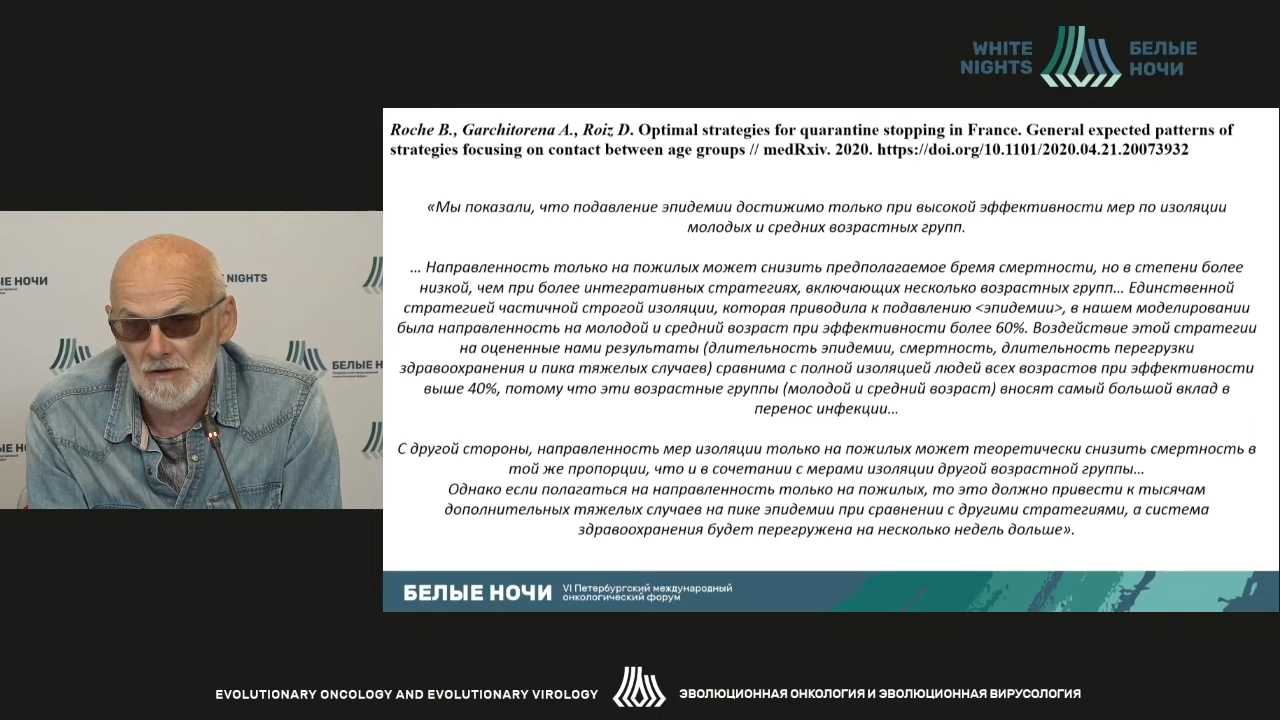 WHITE
NIGHTS
БЕЛЫЕ
НОЧИ
Roche B., Garchitorena A., Roiz D. Optimal strategies for quarantine stopping in France. General expected patterns of
strategies focusing on contact between age groups // medRxiv. 2020. https://doi.org/10.1101/2020.04.21.20073932
«Мы показали, что подавление эпидемии достижимо только при высокой эффективности мер по изоляции
молодых и средних возрастных групп.
... Направленность только на пожилых может снизить предполагаемое бремя смертности, но в степени более
низкой, чем при более интегративных стратегиях, включающих несколько возрастных групп... Единственной
стратегией частичной строгой изоляции, которая приводила к подавлению <эпидемии>, в нашем моделировании
была направленность на молодой и средний возраст при эффективности более 60%. Воздействие этой стратегии
на оцененные нами результаты (длительность эпидемии, смертность, длительность перегрузки
здравоохранения и пика тяжелых случаев) сравнима с полной изоляцией людей всех возрастов при эффективности
выше 40%, потому что эти возрастные группы (молодой и средний возраст) вносят самый большой вклад в
перенос инфекции...
С другой стороны, направленность мер изоляции только на пожилых может теоретически снизить смертность в
той же пропорции, что и в сочетании с мерами изоляции другой возрастной группы...
Однако если полагаться на направленность только на пожилых, то это должно привести к тысячам
дополнительных тяжелых случаев на пике эпидемии при сравнении с другими стратегиями, а система
здравоохранения будет перегружена на несколько недель дольше».
ЫЕ НОЧИ
NIGHTS
БЕЛЫЕ Н
БЕЛЫЕ НОЧИ
VI Петербургский международный
онкологический форум
EVOLUTIONARY ONCOLOGY AND EVOLUTIONARY VIROLOGY
ЭВОЛЮЦИОННАЯ ОНКОЛОГИЯ И ЭВОЛЮЦИОННАЯ ВИРУСОЛОГИЯ